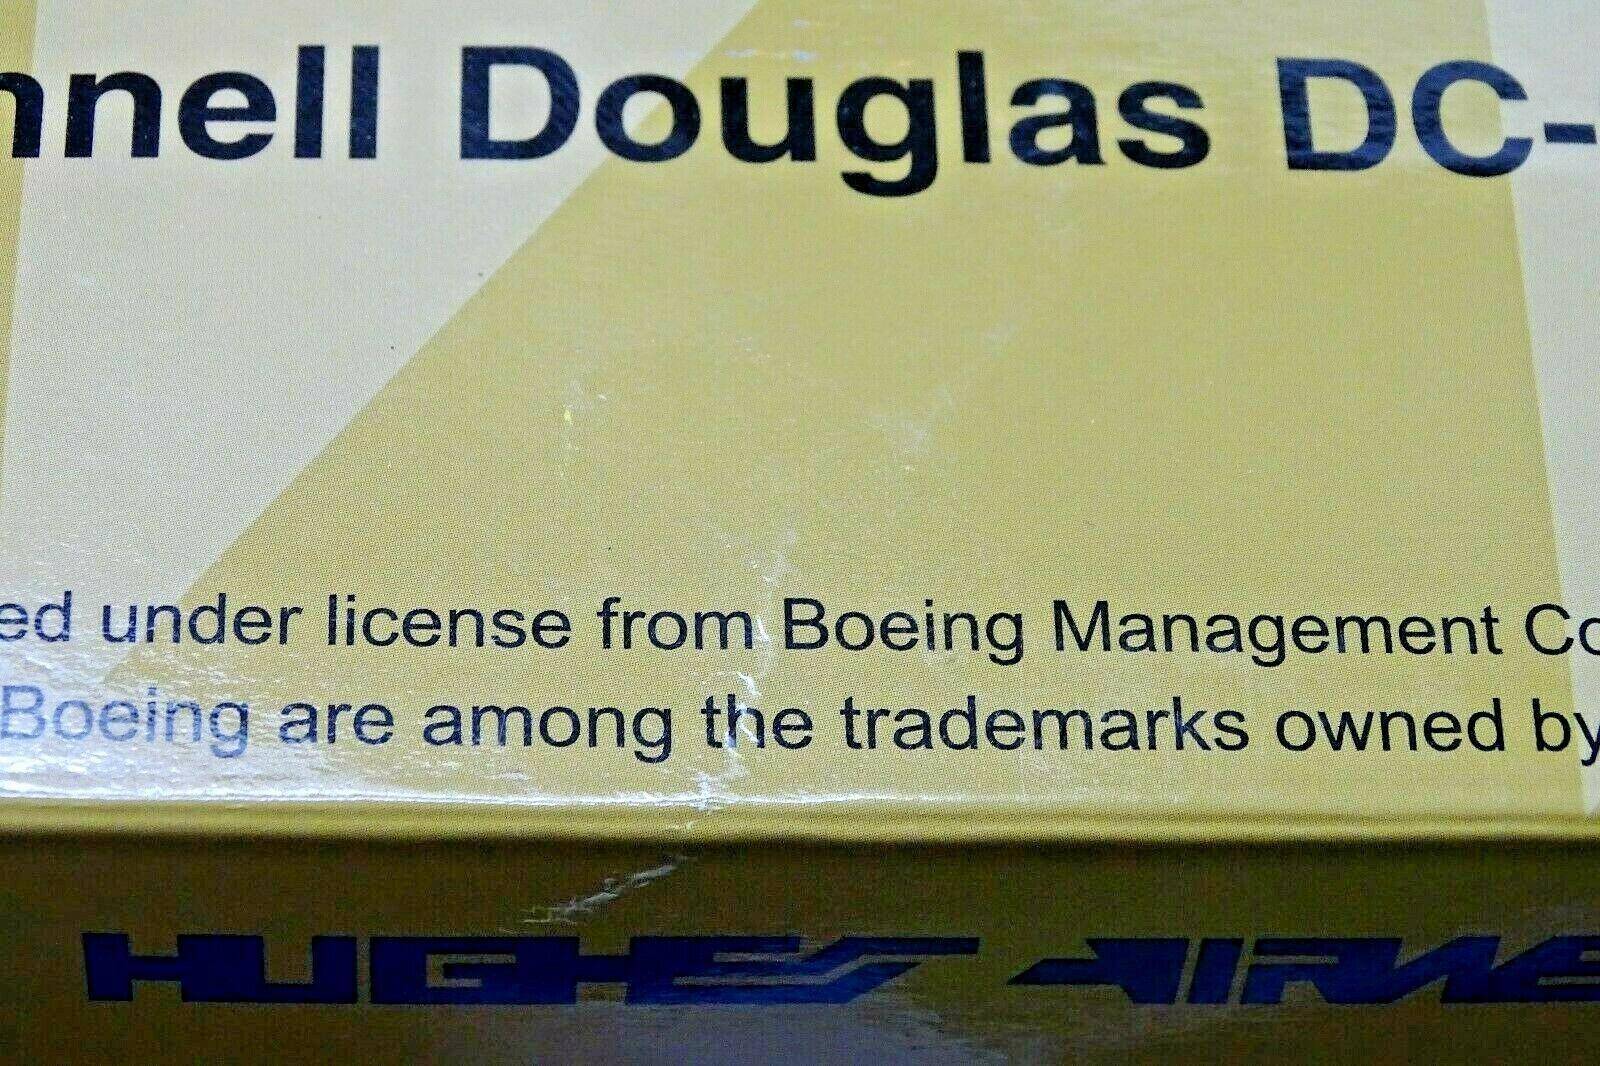 nnell Douglas DC-
ed under license from Boeing Management Co
Boeing are among the trademarks owned by
HUGHES AIRWE